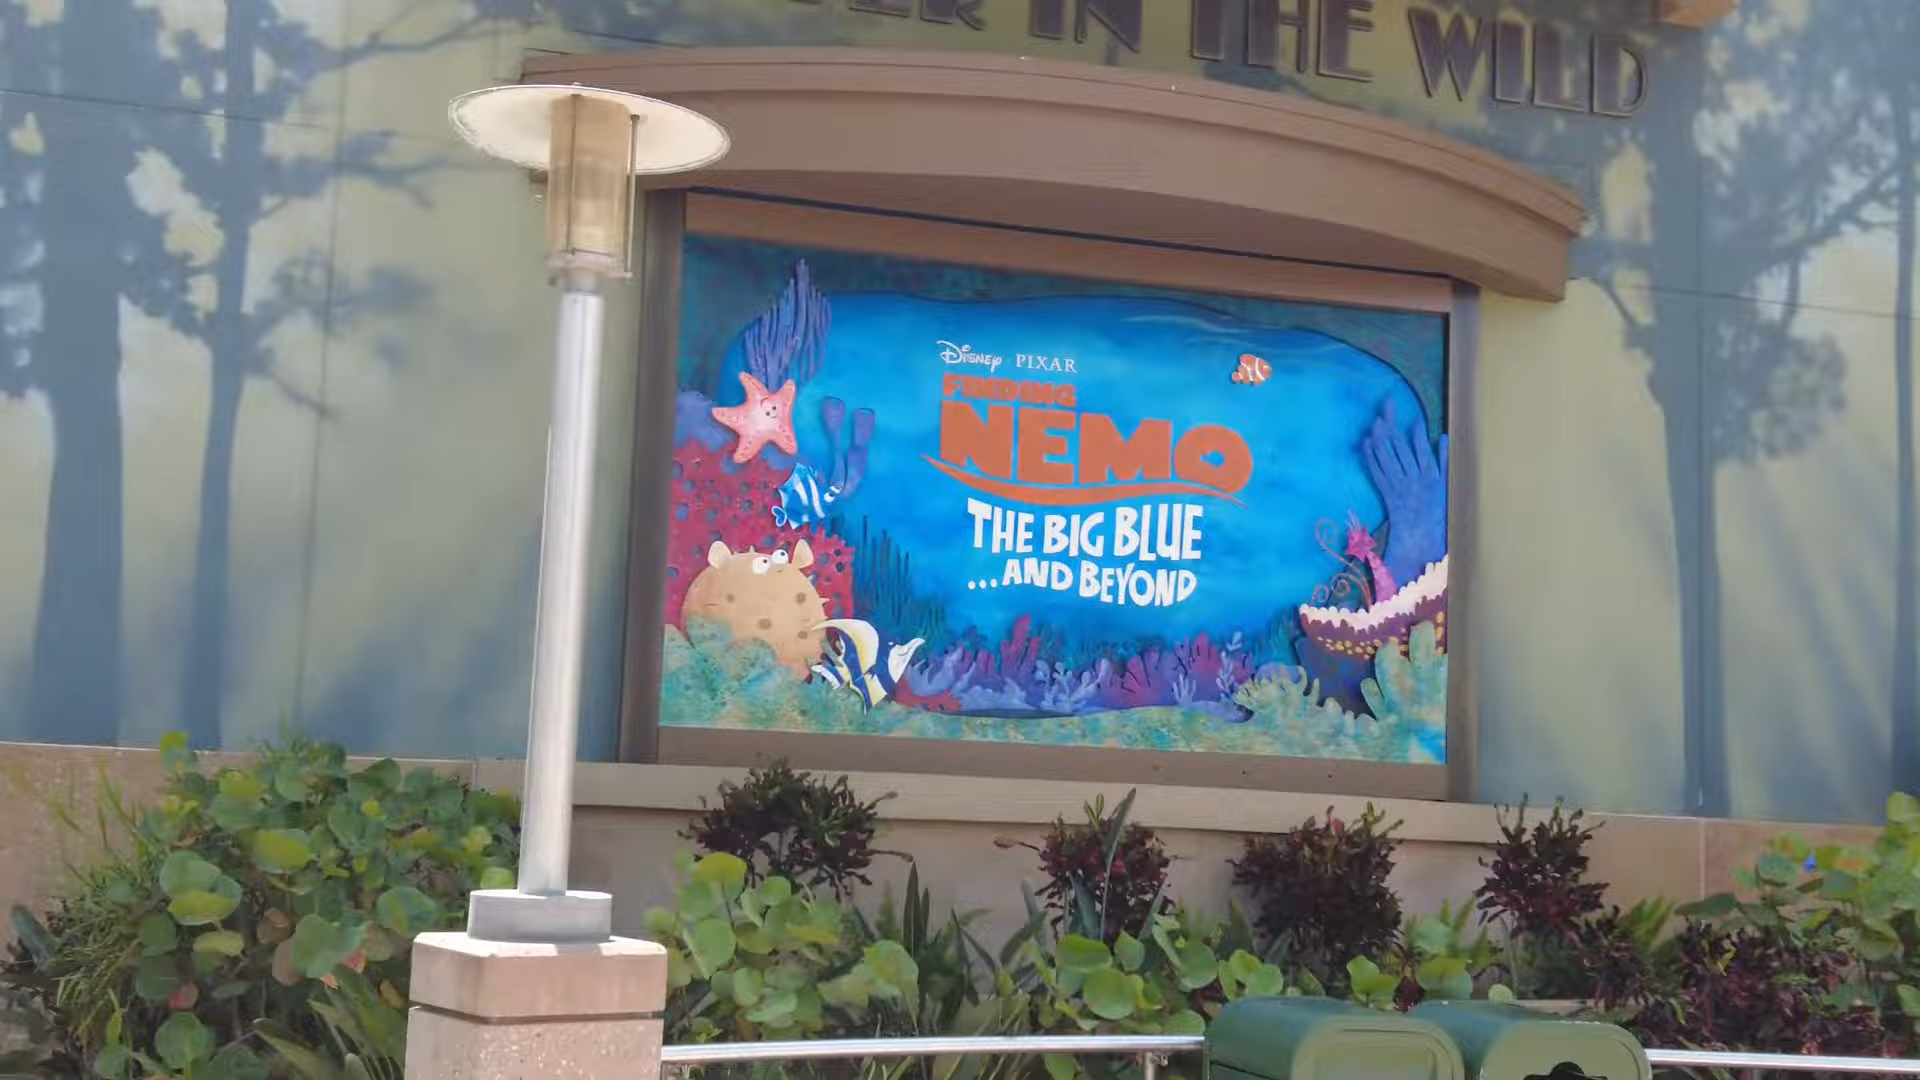 IN THE WILD
DISNEY PIXAR
FINDING
NEMO
THE BIG BLUE
...AND BEYOND